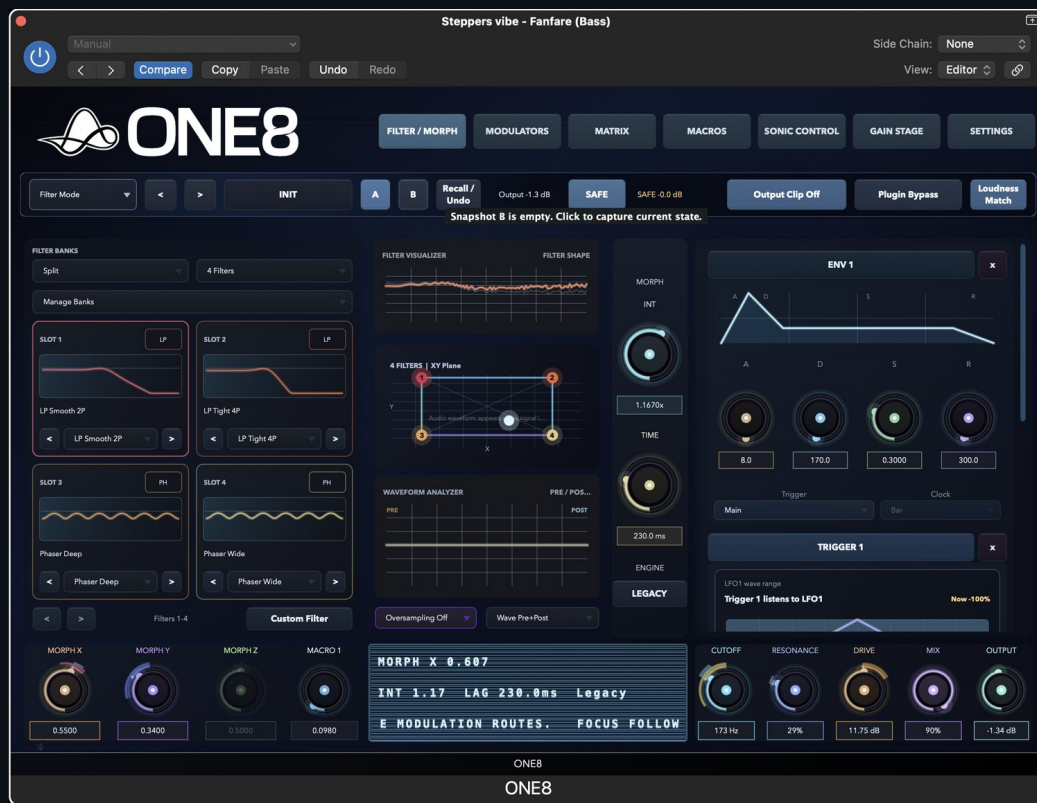 Steppers vibe - Fanfare (Bass)
Manual
Side Chain: None
< > Compare Copy Paste Undo Redo
View: Editor
ONE8
FILTER / MORPH MODULATORS MATRIX MACROS SONIC CONTROL GAIN STAGE SETTINGS
Filter Mode < > INIT A B Recall / Undo Output -1.3 dB SAFE SAFE -0.0 dB Output Clip Off Plugin Bypass Loudness Match
Snapshot B is empty. Click to capture current state.
FILTER BANKS
Split 4 Filters
Manage Banks
SLOT 1 LP
LP Smooth 2P
< LP Smooth 2P >
SLOT 2 LP
LP Tight 4P
< LP Tight 4P >
SLOT 3 PH
Phaser Deep
< Phaser Deep >
SLOT 4 PH
Phaser Wide
< Phaser Wide >
< > Filters 1-4 Custom Filter
FILTER VISUALIZER FILTER SHAPE
4 FILTERS | XY Plane
1 2
Y
3 4
X
WAVEFORM ANALYZER PRE / POS...
PRE POST
Oversampling Off Wave Pre+Post
MORPH
INT
1.1670x
TIME
230.0 ms
ENGINE
LEGACY
ENV 1 x
A D S R
A D S R
8.0 170.0 0.3000 300.0
Trigger Clock
Main Bar
TRIGGER 1 x
LFO1 wave range
Trigger 1 listens to LFO1 Now -100%
MORPH X MORPH Y MORPH Z MACRO 1
0.5500 0.3400 0.5000 0.0980
MORPH X 0.607
INT 1.17 LAG 230.0ms Legacy
E MODULATION ROUTES. FOCUS FOLLOW
CUTOFF RESONANCE DRIVE MIX OUTPUT
173 Hz 29% 11.75 dB 90% -1.34 dB
ONE8
ONE8